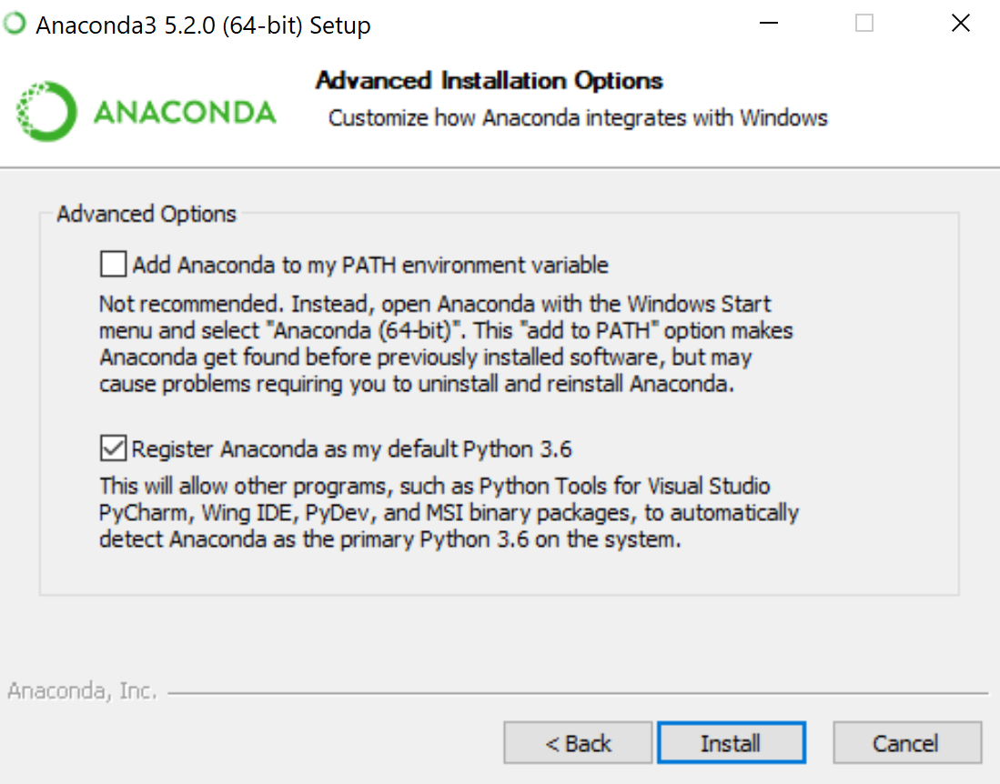 Anaconda3 5.2.0 (64-bit) Setup
ANACONDA
Advanced Installation Options
Customize how Anaconda integrates with Windows
Advanced Options
Add Anaconda to my PATH environment variable
Not recommended. Instead, open Anaconda with the Windows Start
menu and select "Anaconda (64-bit)". This "add to PATH" option makes
Anaconda get found before previously installed software, but may
cause problems requiring you to uninstall and reinstall Anaconda.
Register Anaconda as my default Python 3.6
This will allow other programs, such as Python Tools for Visual Studio
PyCharm, Wing IDE, PyDev, and MSI binary packages, to automatically
detect Anaconda as the primary Python 3.6 on the system.
Anaconda, Inc.
< Back
Install
Cancel